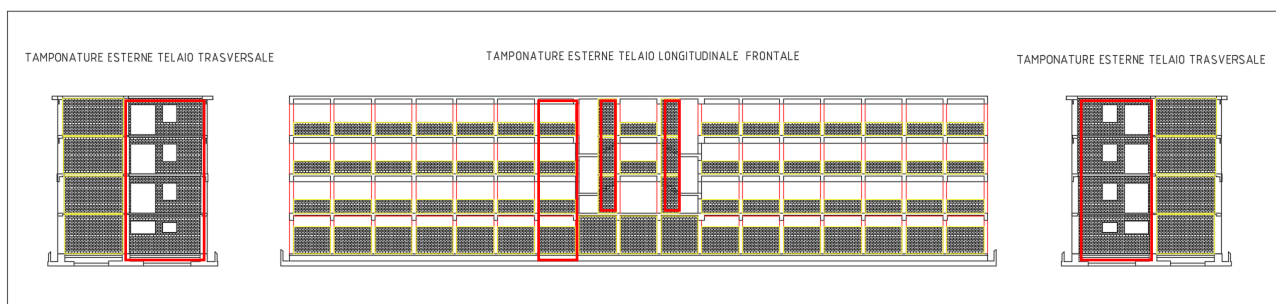 TAMPONATURE ESTERNE TELAIO TRASVERSALE
TAMPONATURE ESTERNE TELAIO LONGITUDINALE FRONTALE
TAMPONATURE ESTERNE TELAIO TRASVERSALE